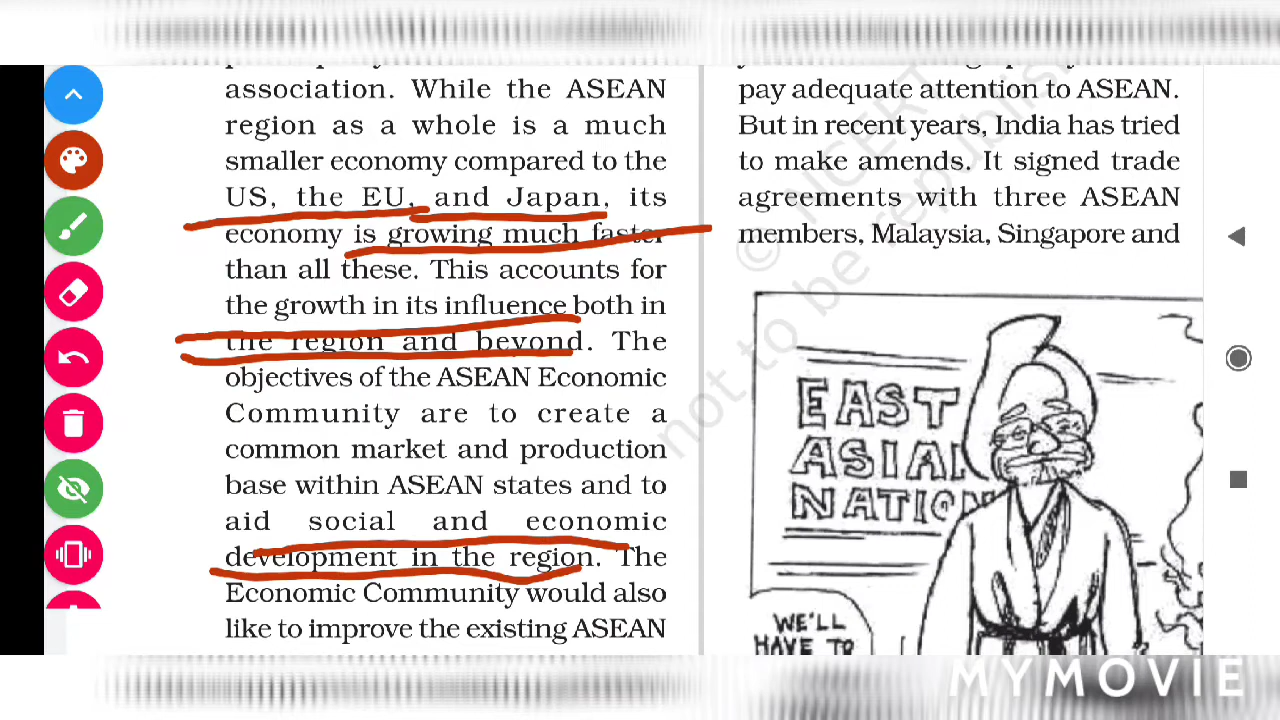 association. While the ASEAN
region as a whole is a much
smaller economy compared to the
US, the EU, and Japan, its
economy is growing much faster
than all these. This accounts for
the growth in its influence both in
the region and beyond. The
objectives of the ASEAN Economic
Community are to create a
common market and production
base within ASEAN states and to
aid social and economic
development in the region. The
Economic Community would also
like to improve the existing ASEAN
pay adequate attention to ASEAN.
But in recent years, India has tried
to make amends. It signed trade
agreements with three ASEAN
members, Malaysia, Singapore and
© NCERT
not to be republish
EAST
ASIAN
NATION
WE'LL
HAVE TO
MYMOVIE